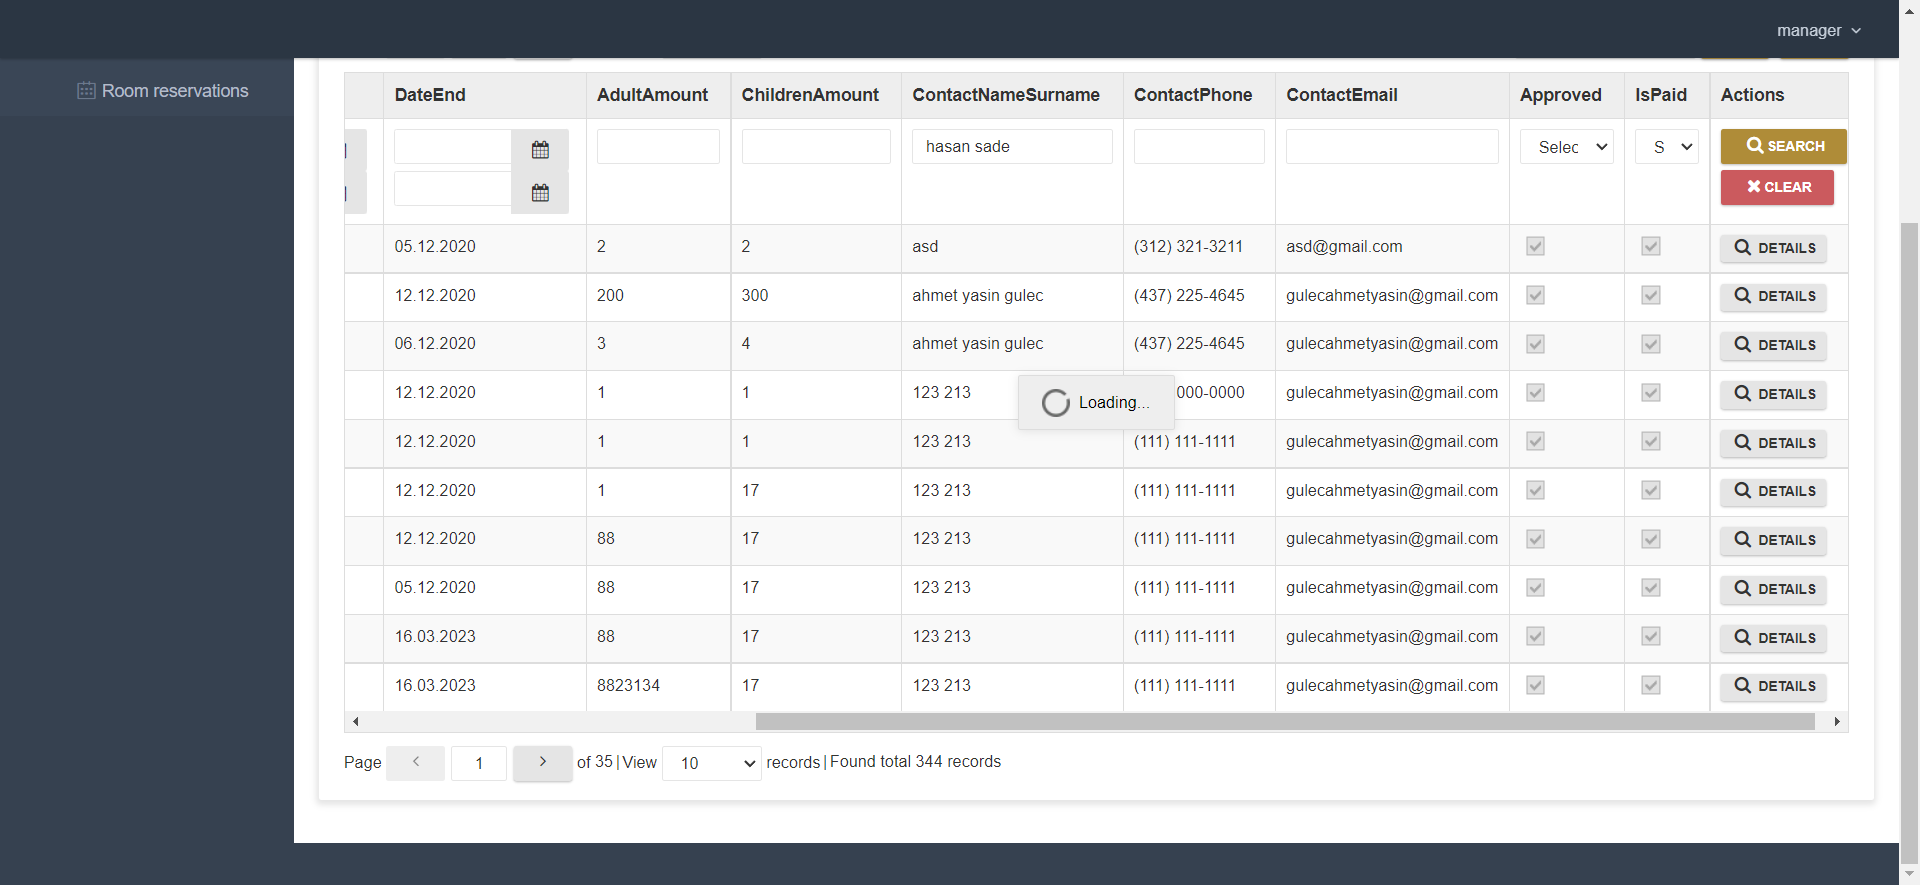 manager
Room reservations
DateEnd AdultAmount ChildrenAmount ContactNameSurname ContactPhone ContactEmail Approved IsPaid Actions
hasan sade Selec S SEARCH
CLEAR
05.12.2020 2 2 asd (312) 321-3211 asd@gmail.com DETAILS
12.12.2020 200 300 ahmet yasin gulec (437) 225-4645 gulecahmetyasin@gmail.com DETAILS
06.12.2020 3 4 ahmet yasin gulec (437) 225-4645 gulecahmetyasin@gmail.com DETAILS
12.12.2020 1 1 123 213 000-0000 gulecahmetyasin@gmail.com DETAILS
Loading...
12.12.2020 1 1 123 213 (111) 111-1111 gulecahmetyasin@gmail.com DETAILS
12.12.2020 1 17 123 213 (111) 111-1111 gulecahmetyasin@gmail.com DETAILS
12.12.2020 88 17 123 213 (111) 111-1111 gulecahmetyasin@gmail.com DETAILS
05.12.2020 88 17 123 213 (111) 111-1111 gulecahmetyasin@gmail.com DETAILS
16.03.2023 88 17 123 213 (111) 111-1111 gulecahmetyasin@gmail.com DETAILS
16.03.2023 8823134 17 123 213 (111) 111-1111 gulecahmetyasin@gmail.com DETAILS
Page 1 of 35 | View 10 records | Found total 344 records